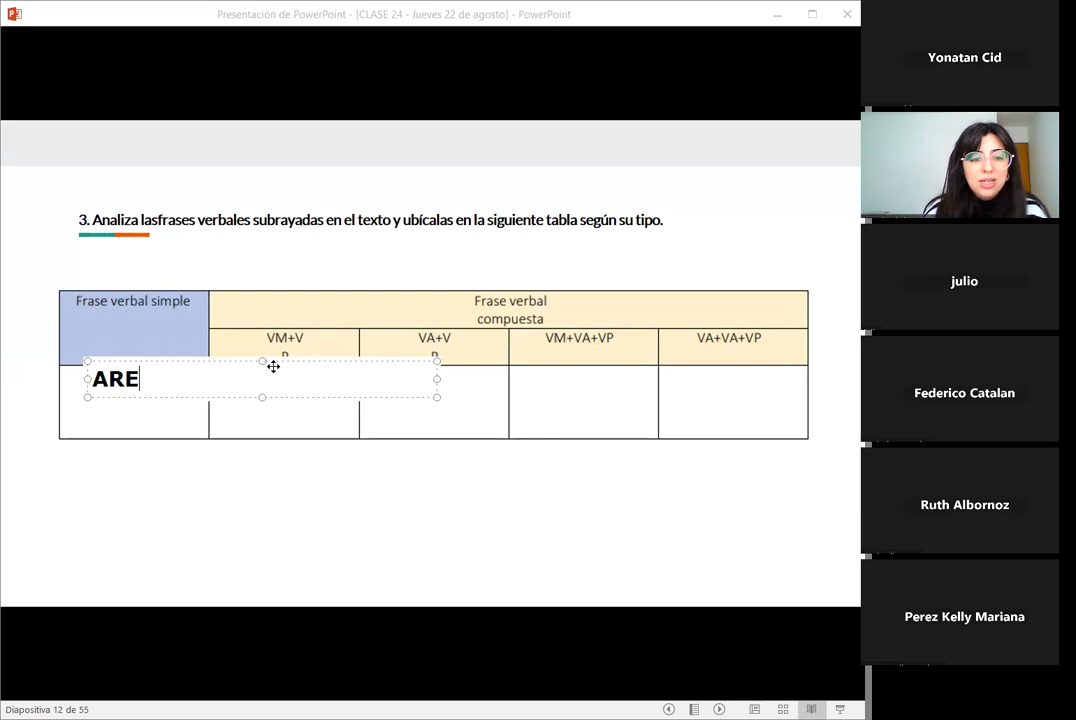 Presentación de PowerPoint - [CLASE 24 - Jueves 22 de agosto] - PowerPoint
3. Analiza lasfrases verbales subrayadas en el texto y ubícalas en la siguiente tabla según su tipo.
Frase verbal simple
Frase verbal
compuesta
VM+V
P
VA+V
P
VM+VA+VP
VA+VA+VP
ARE
Diapositiva 12 de 55
Yonatan Cid
julio
Federico Catalan
Ruth Albornoz
Perez Kelly Mariana